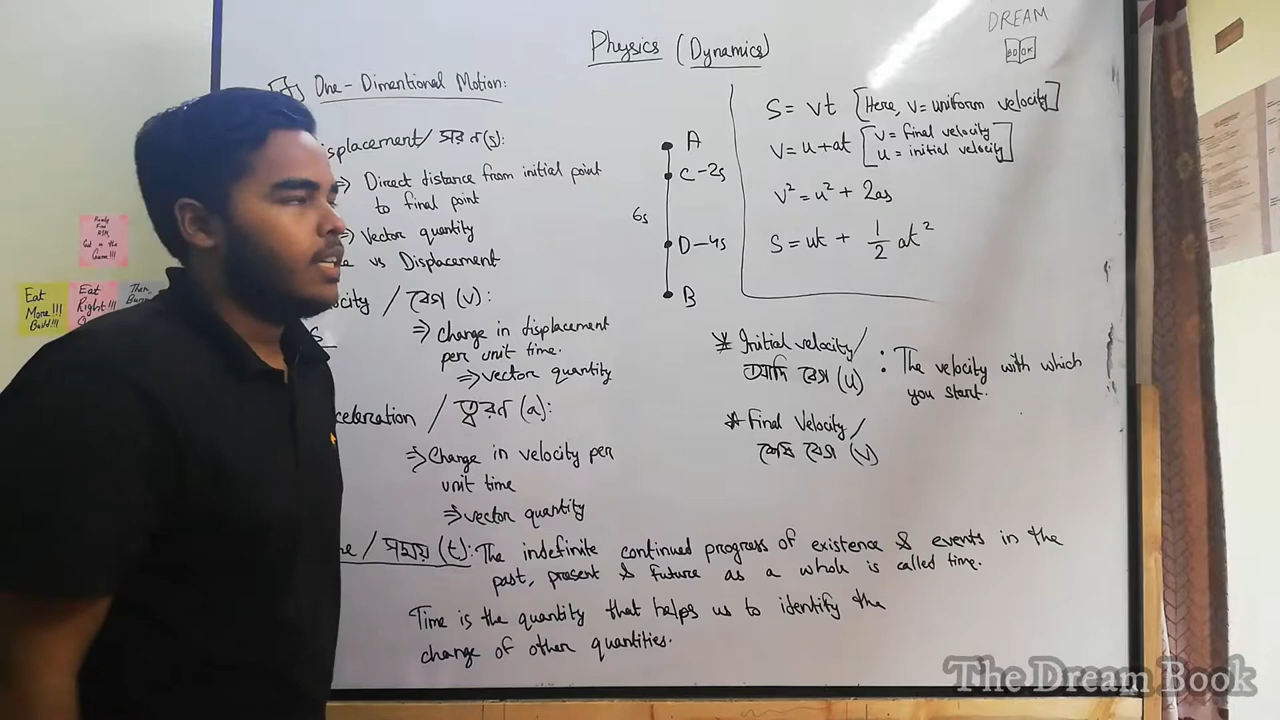 DREAM
BOOK
Physics (Dynamics)
One-Dimentional Motion:
isplacement/ সরণ(s):
⇒ Direct distance from initial point
to final point
⇒ Vector quantity
vs Displacement
ocity / বেগ (v):
⇒ change in displacement
per unit time.
⇒ vector quantity
celeration / ত্বরণ (a):
⇒ change in velocity per
unit time
⇒ vector quantity
/ সময় (t): The indefinite continued progress of existence & events in the
past, present & future as a whole is called time.
Time is the quantity that helps us to identify the
change of other quantities.
A
C-2s
6s
D-4s
B
S = vt [Here, v= uniform velocity]
v = u+at [v = final velocity
u = initial velocity]
v² = u² + 2as
S = ut + 1/2 at²
* Initial velocity/
আদি বেগ (u)
: The velocity with which
you start.
* Final Velocity/
শেষ বেগ (v)
Eat
More!!!
Build!!!
Eat
Right!!!
Then
The Dream Book